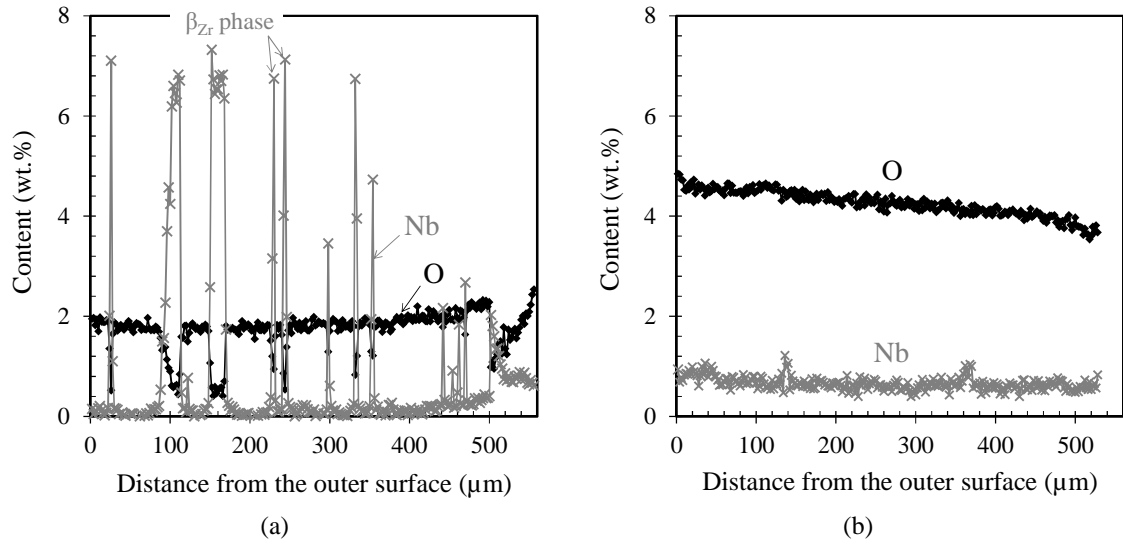 8
6
4
2
0
Content (wt.%)
β_Zr phase
Nb
O
0 100 200 300 400 500
Distance from the outer surface (µm)
(a)
8
6
4
2
0
Content (wt.%)
O
Nb
0 100 200 300 400 500
Distance from the outer surface (µm)
(b)